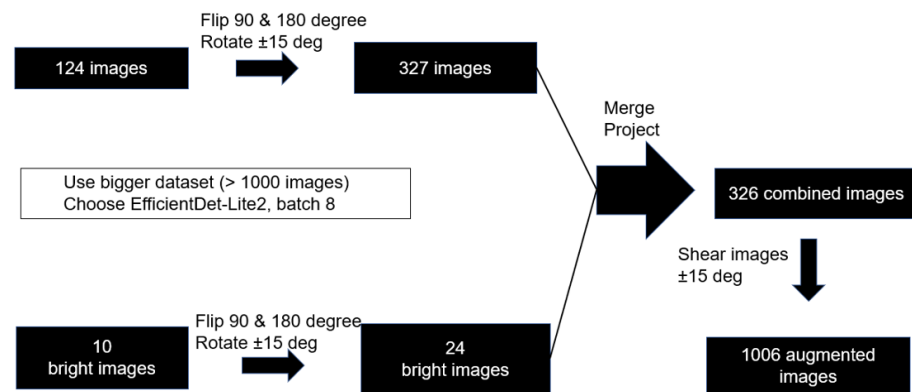 Flip 90 & 180 degree
Rotate ±15 deg
124 images
327 images
Merge
Project
Use bigger dataset (> 1000 images)
Choose EfficientDet-Lite2, batch 8
326 combined images
Shear images
±15 deg
Flip 90 & 180 degree
Rotate ±15 deg
10
bright images
24
bright images
1006 augmented
images